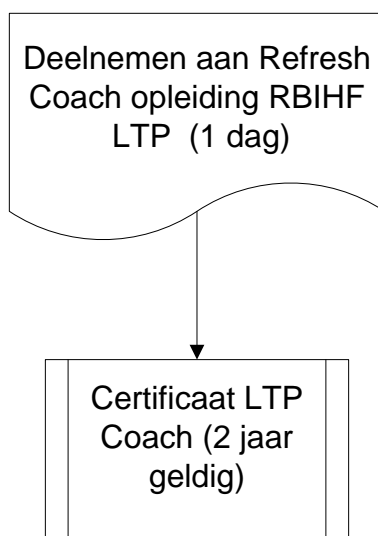 Deelnemen aan Refresh
Coach opleiding RBIHF
LTP (1 dag)
Certificaat LTP
Coach (2 jaar
geldig)